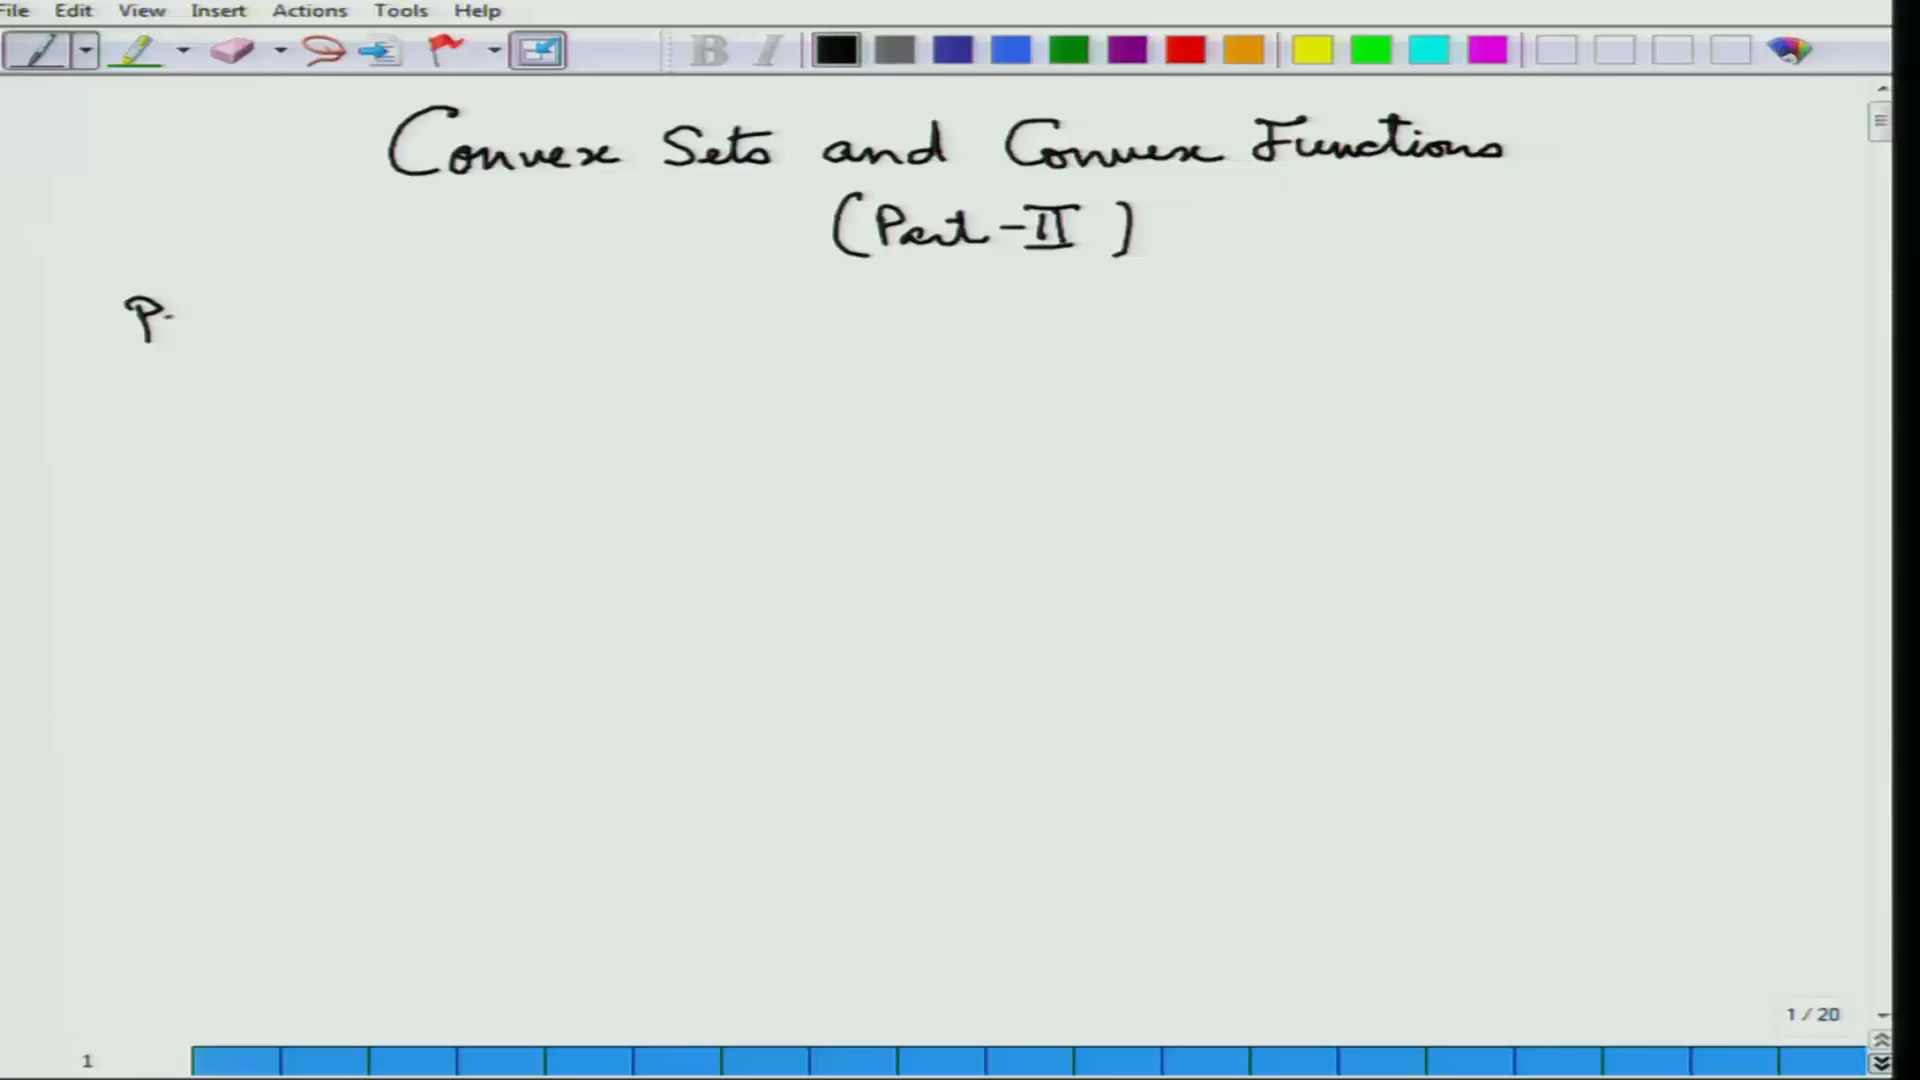 File Edit View Insert Actions Tools Help
B I
Convex Sets and Convex Functions
(Part-II)
P
1 / 20
1